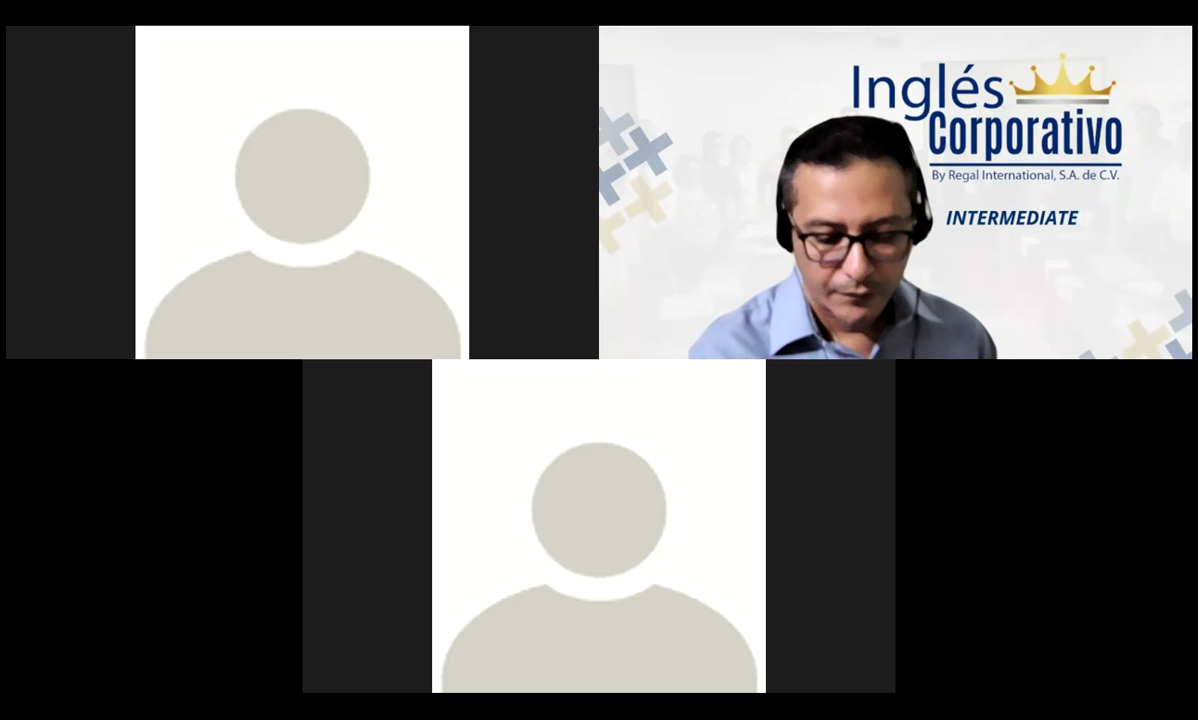 Inglés
Corporativo
By Regal International, S.A. de C.V.
INTERMEDIATE